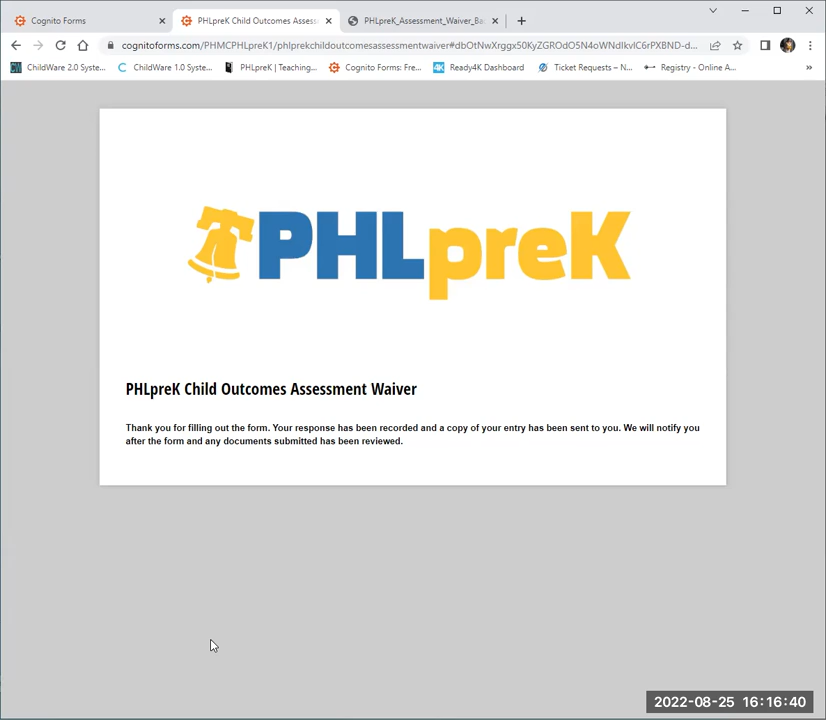 Cognito Forms
PHLpreK Child Outcomes Assess
PHLpreK_Assessment_Waiver_Bal
cognitoforms.com/PHMCPHLpreK1/phlprekchildoutcomesassessmentwaiver#
ChildWare 2.0 Syste...
ChildWare 1.0 Syste...
PHLpreK | Teaching...
Cognito Forms: Fre...
Ready4K Dashboard
Ticket Requests – N...
Registry - Online A...
PHLpreK
PHLpreK Child Outcomes Assessment Waiver
Thank you for filling out the form. Your response has been recorded and a copy of your entry has been sent to you. We will notify you
after the form and any documents submitted has been reviewed.
2022-08-25 16:16:40